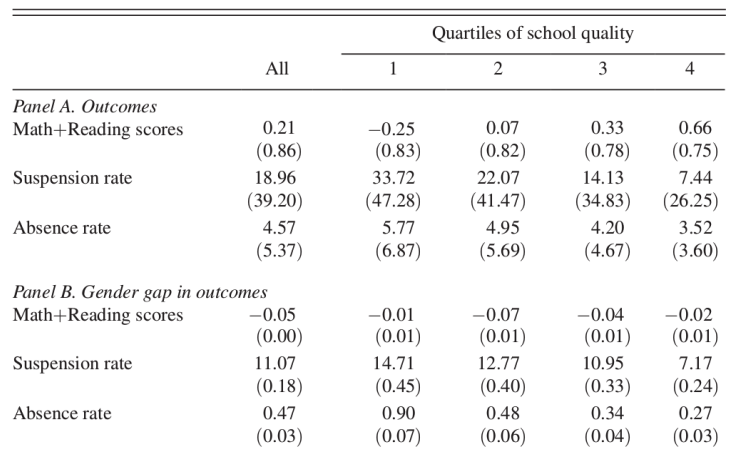 Quartiles of school quality
All 1 2 3 4
Panel A. Outcomes
Math+Reading scores 0.21 −0.25 0.07 0.33 0.66
(0.86) (0.83) (0.82) (0.78) (0.75)
Suspension rate 18.96 33.72 22.07 14.13 7.44
(39.20) (47.28) (41.47) (34.83) (26.25)
Absence rate 4.57 5.77 4.95 4.20 3.52
(5.37) (6.87) (5.69) (4.67) (3.60)
Panel B. Gender gap in outcomes
Math+Reading scores −0.05 −0.01 −0.07 −0.04 −0.02
(0.00) (0.01) (0.01) (0.01) (0.01)
Suspension rate 11.07 14.71 12.77 10.95 7.17
(0.18) (0.45) (0.40) (0.33) (0.24)
Absence rate 0.47 0.90 0.48 0.34 0.27
(0.03) (0.07) (0.06) (0.04) (0.03)